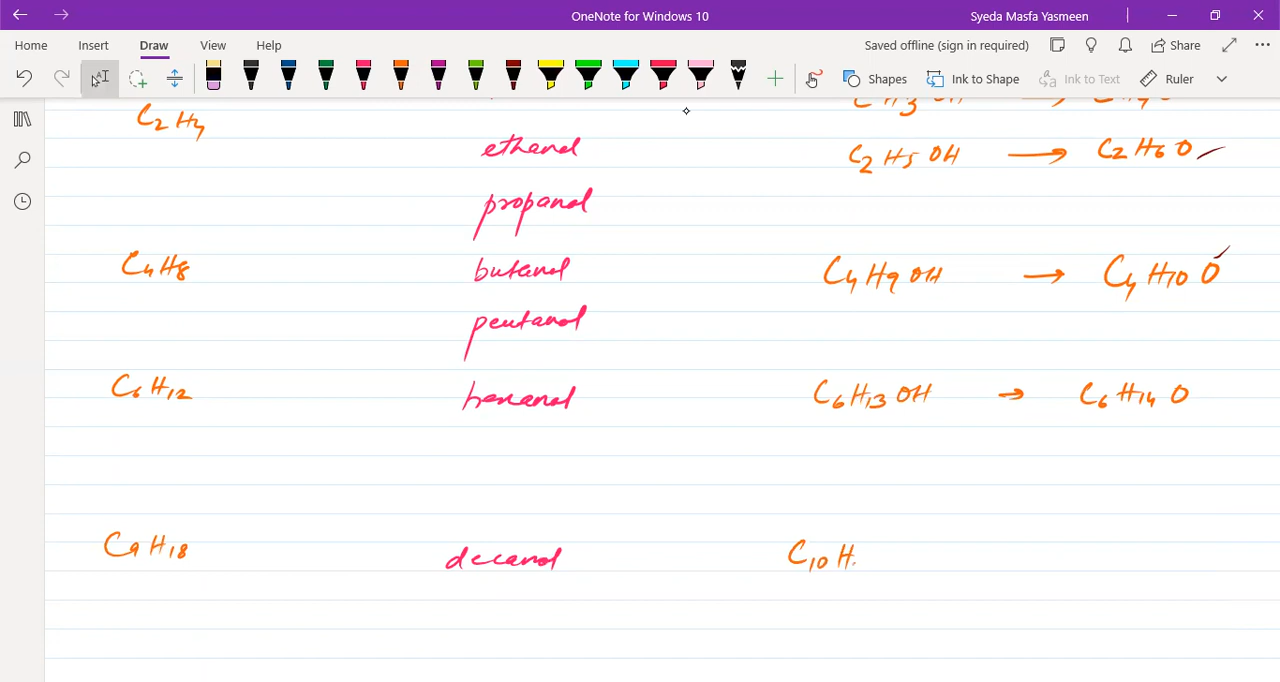 OneNote for Windows 10
Syeda Masfa Yasmeen
Home Insert Draw View Help
Saved offline (sign in required) Share
Shapes Ink to Shape Ink to Text Ruler
C2 H4
ethanol
C2 H5 OH → C2 H6 O
propanol
C4 H8 butanol C4 H9 OH → C4 H10 O
pentanol
C6 H12 hexanol C6 H13 OH → C6 H14 O
C9 H18 decanol C10 H